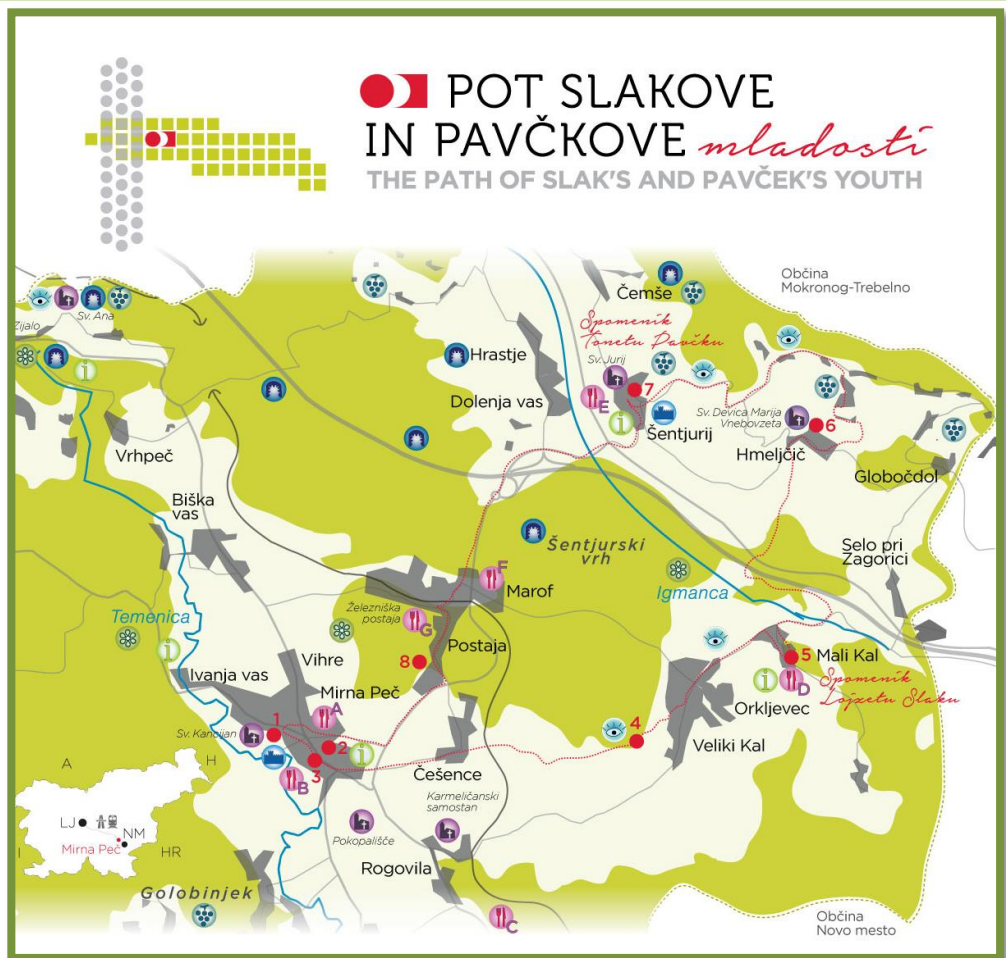 POT SLAKOVE
IN PAVČKOVE mladosti
THE PATH OF SLAK'S AND PAVČEK'S YOUTH
Občina
Mokronog-Trebelno
Čemše
Spomenik
Tonetu Pavčku
Sv. Ana
Zijalo
i
Hrastje
Sv. Jurij
7
E
Dolenja vas
i
Šentjurij
Sv. Devica Marija
Vnebovzeta
6
Hmeljčič
Vrhpeč
Globočdol
Biška
vas
Šentjurski
vrh
Selo pri
Zagorici
F
Marof
Igmanca
Temenica
Železniška
postaja
G
i
Postaja
Vihre
8
5
Mali Kal
Ivanja vas
Mirna Peč
i
D
Spomenik
Lojzetu Slaku
Orkljevec
A
1
4
Sv. Kancijan
2
i
Veliki Kal
3
B
Češence
A
H
Karmeličanski
samostan
LJ
NM
Mirna Peč
Pokopališče
I
HR
Rogovila
Golobinjek
C
Občina
Novo mesto